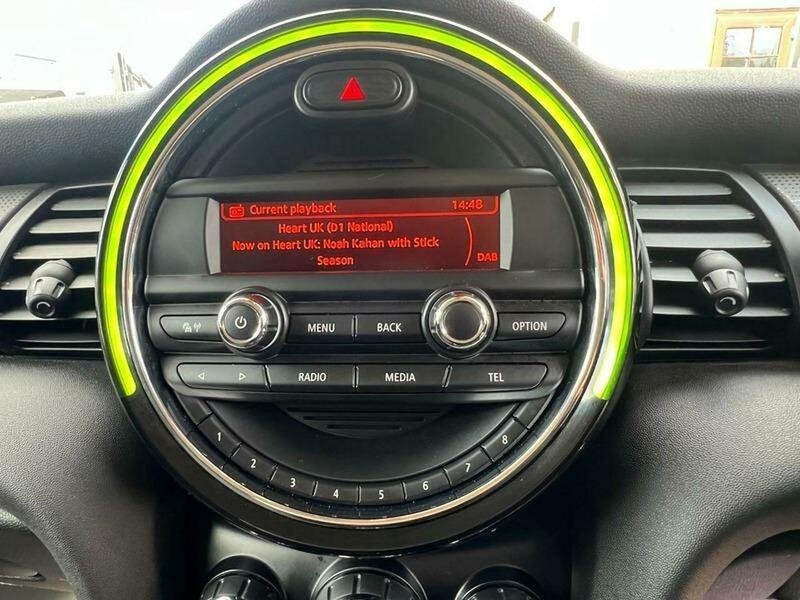 Current playback 14:48
Heart UK (D1 National)
Now on Heart UK: Noah Kahan with Stick
Season
DAB
MENU BACK OPTION
RADIO MEDIA TEL
1 2 3 4 5 6 7 8